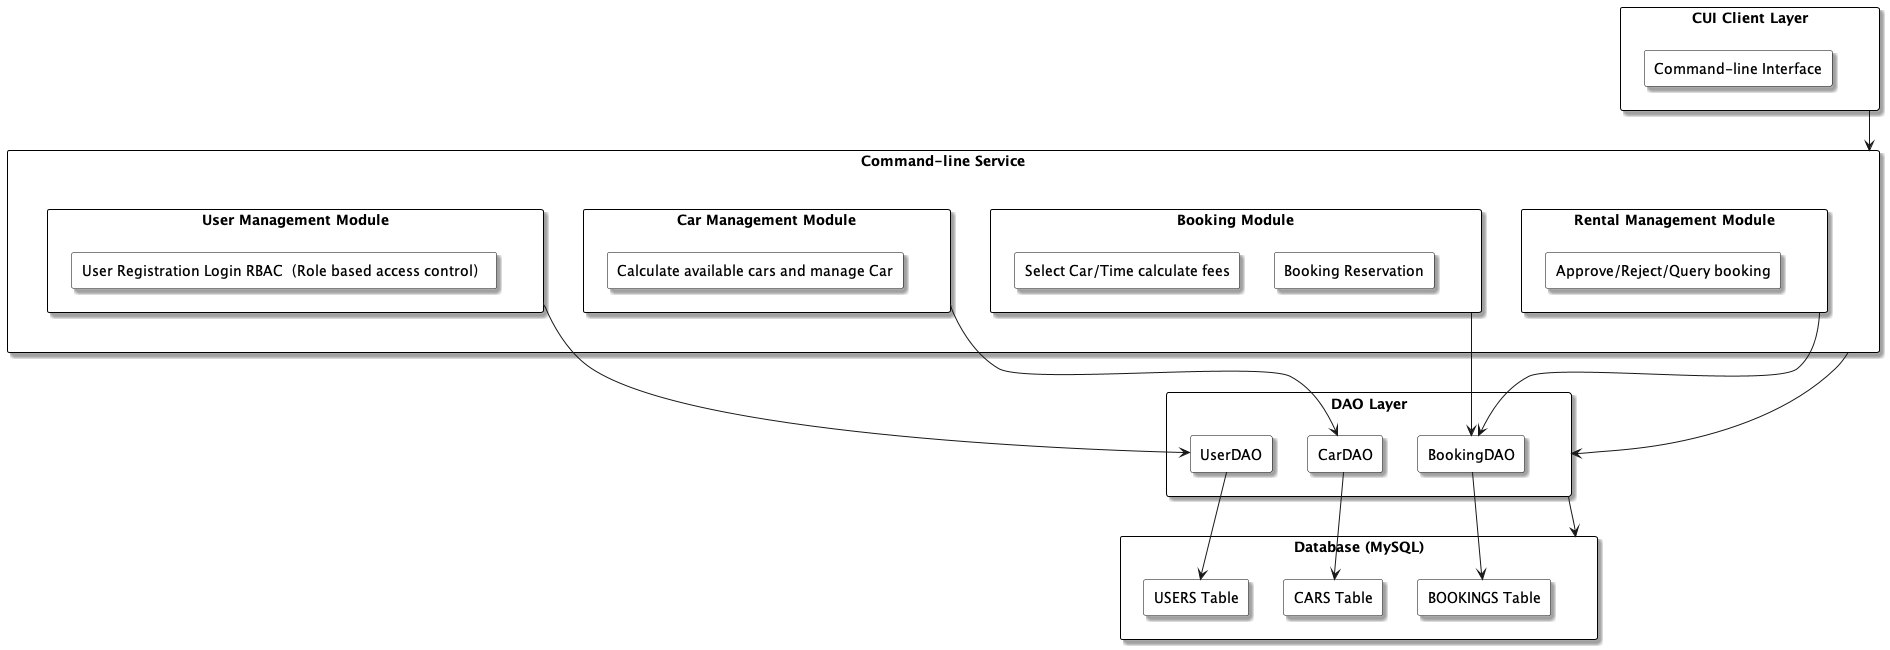 CUI Client Layer
Command-line Interface
Command-line Service
User Management Module
User Registration Login RBAC  (Role based access control)
Car Management Module
Calculate available cars and manage Car
Booking Module
Select Car/Time calculate fees
Booking Reservation
Rental Management Module
Approve/Reject/Query booking
DAO Layer
UserDAO
CarDAO
BookingDAO
Database (MySQL)
USERS Table
CARS Table
BOOKINGS Table